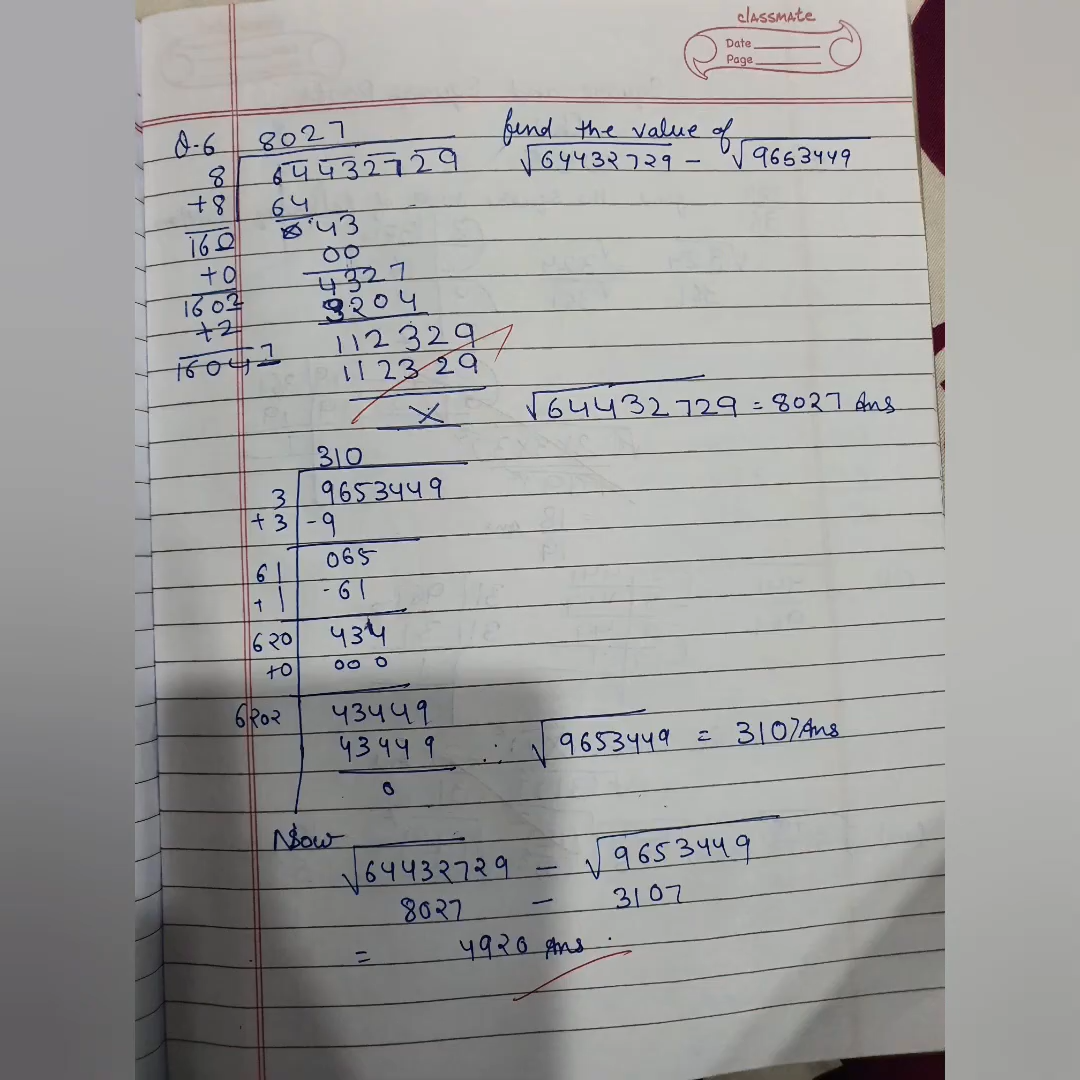 classmate
Date
Page
Q-6 find the value of √64432729 - √9653449
8027
8 64432729
+8 64
160 043
+0 00
1602 4327
+2 3204
16047 112329
112329
X √64432729 = 8027 Ans
310
3 9653449
+3 -9
61 065
+1 -61
620 434
+0 000
6202 43449
43449 ∴ √9653449 = 3107 Ans
0
Now
√64432729 - √9653449
8027 - 3107
= 4920 Ans.